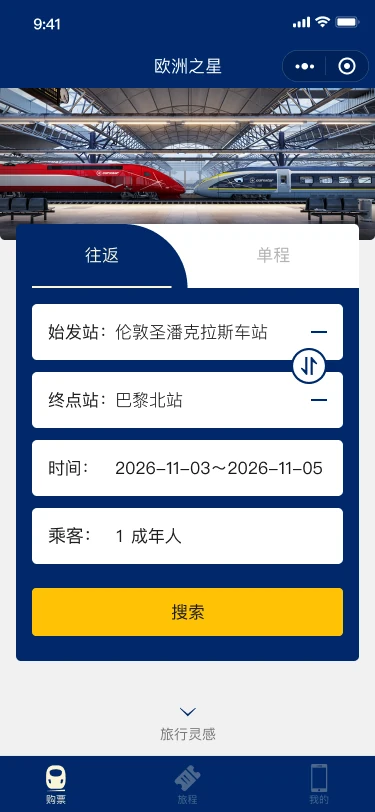 9:41
欧洲之星
往返
单程
始发站：伦敦圣潘克拉斯车站
终点站：巴黎北站
时间： 2026-11-03～2026-11-05
乘客： 1 成年人
搜索
旅行灵感
购票
旅程
我的